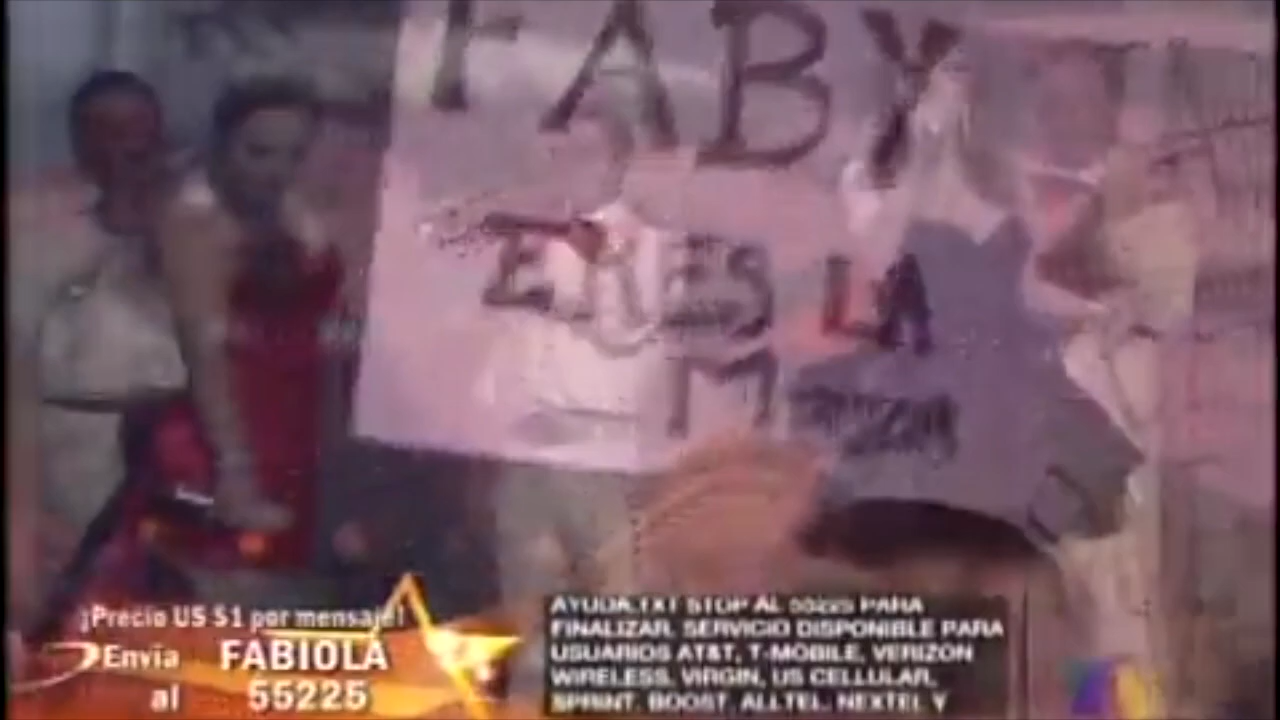 FABY
ERES LA
M
¡Precio US $1 por mensaje!
Envía FABIOLA
al 55225
AYUDA.TXT STOP AL 55225 PARA
FINALIZAR. SERVICIO DISPONIBLE PARA
USUARIOS AT&T, T-MOBILE, VERIZON
WIRELESS, VIRGIN, US CELLULAR,
SPRINT, BOOST, ALLTEL, NEXTEL Y